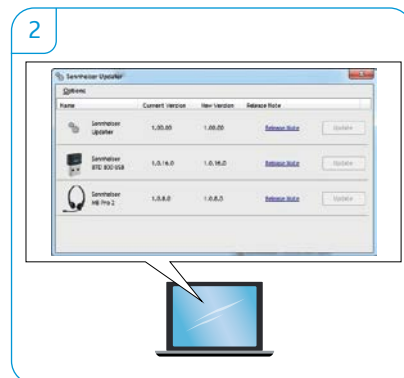 2
Sennheiser Updater
Options
Name Current Version New Version Release Note
Sennheiser Updater 1.00.00 1.00.00 Release Note Update
Sennheiser BTD 800 USB 1.0.16.0 1.0.16.0 Release Note Update
Sennheiser MB Pro 2 1.0.8.0 1.0.8.0 Release Note Update